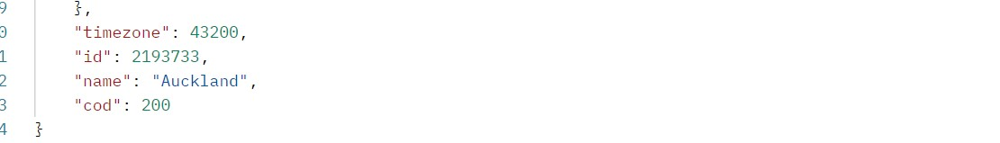 9 },
0 "timezone": 43200,
1 "id": 2193733,
2 "name": "Auckland",
3 "cod": 200
4 }